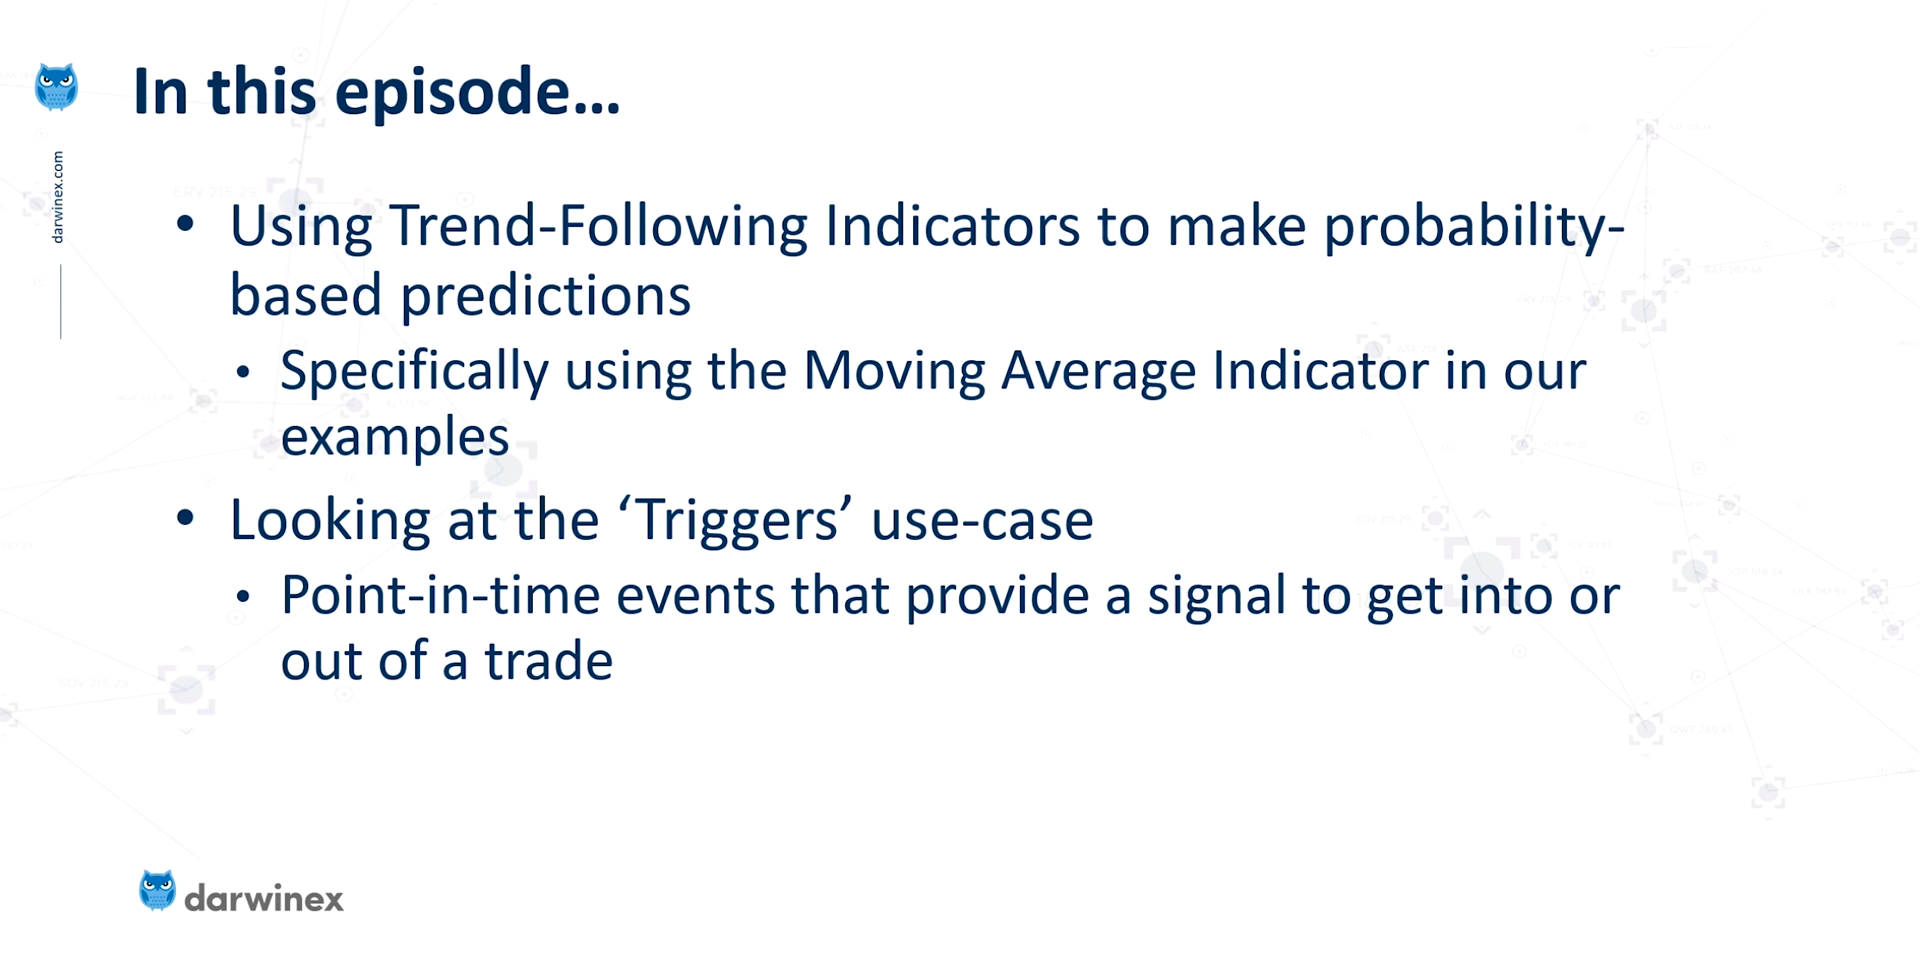 In this episode...
darwinex.com
• Using Trend-Following Indicators to make probability-
based predictions
• Specifically using the Moving Average Indicator in our
examples
• Looking at the ‘Triggers’ use-case
• Point-in-time events that provide a signal to get into or
out of a trade
darwinex